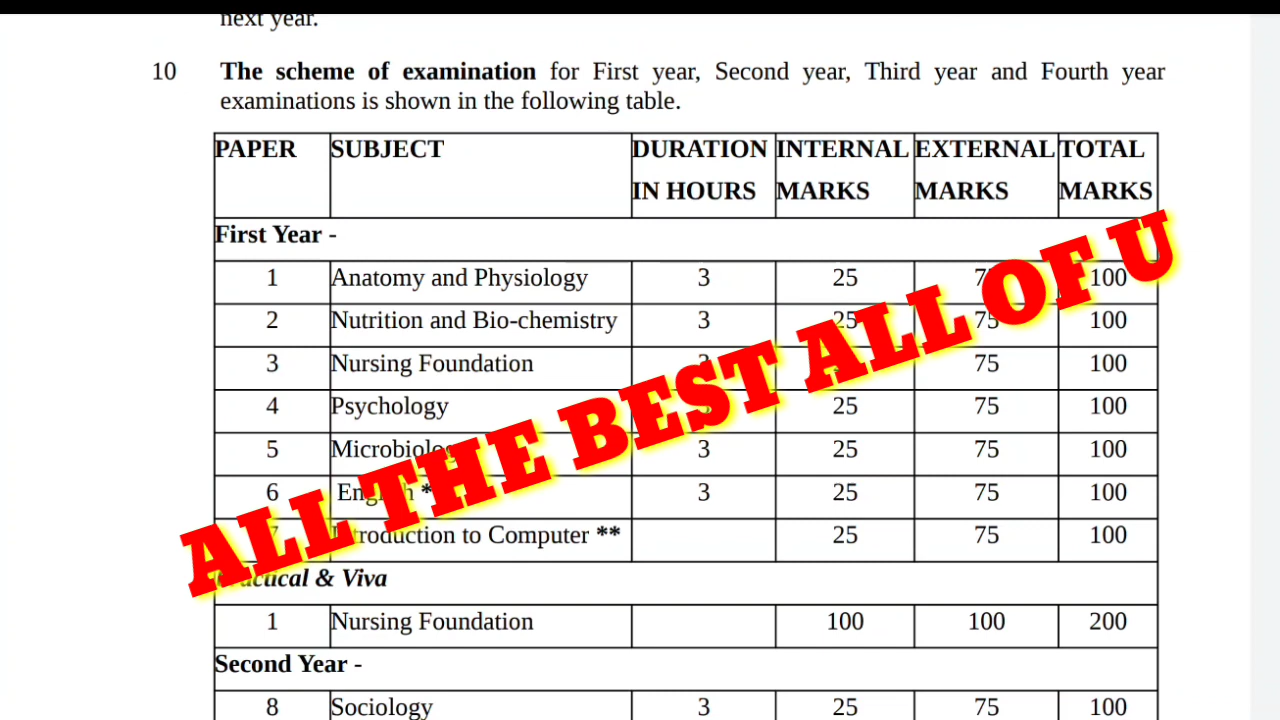 next year.
10 The scheme of examination for First year, Second year, Third year and Fourth year
examinations is shown in the following table.
PAPER SUBJECT DURATION IN HOURS INTERNAL MARKS EXTERNAL MARKS TOTAL MARKS
First Year -
1 Anatomy and Physiology 3 25 100
2 Nutrition and Bio-chemistry 3 25 75 100
3 Nursing Foundation 75 100
4 Psychology 25 75 100
5 Microbiology 3 25 75 100
6 English * 3 25 75 100
7 Introduction to Computer ** 25 75 100
Practical & Viva
1 Nursing Foundation 100 100 200
Second Year -
8 Sociology 3 25 75 100
ALL THE BEST ALL OF U